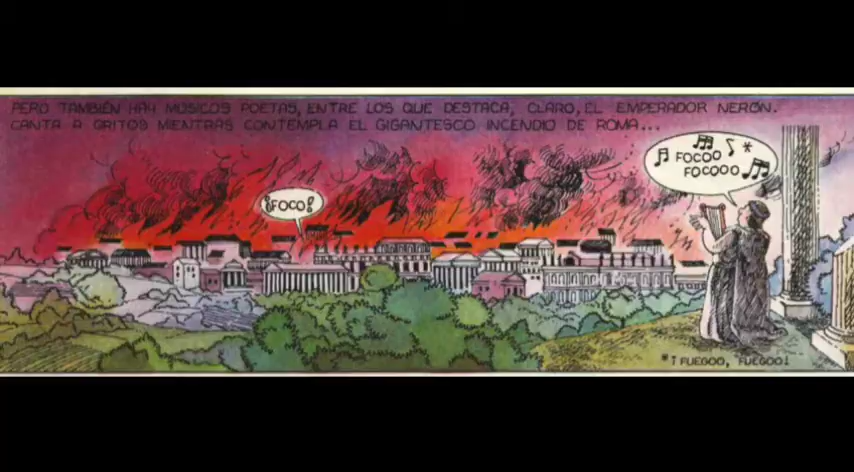 PERO TAMBIÉN HAY MÚSICOS POETAS, ENTRE LOS QUE DESTACA, CLARO, EL EMPERADOR NERÓN.
CANTA A GRITOS MIENTRAS CONTEMPLA EL GIGANTESCO INCENDIO DE ROMA...
FOCOO *
FOCOOO
¡FOCO!
* ¡ FUEGOO, FUEGOO!